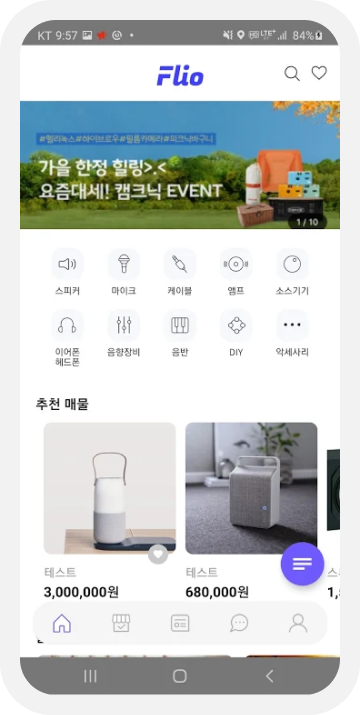 KT 9:57
84%
Flio
#헬리녹스#하이브로우#필름카메라#피크닉바구니
가을 한정 힐링>.<
요즘대세! 캠크닉 EVENT
1 / 10
스피커 마이크 케이블 앰프 소스기기
이어폰 헤드폰 음향장비 음반 DIY 악세사리
추천 매물
테스트 테스트
3,000,000원 680,000원 1,